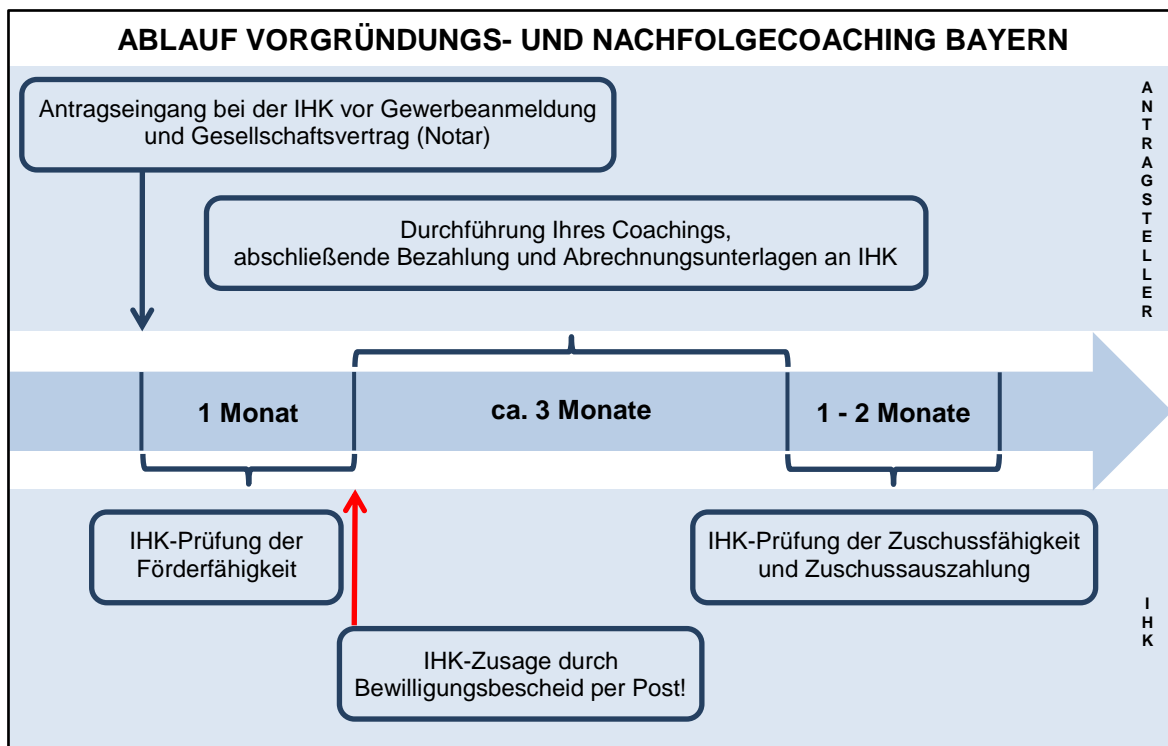 ABLAUF VORGRÜNDUNGS- UND NACHFOLGECOACHING BAYERN
Antragseingang bei der IHK vor Gewerbeanmeldung
und Gesellschaftsvertrag (Notar)
ANTRAGSTELLER
Durchführung Ihres Coachings,
abschließende Bezahlung und Abrechnungsunterlagen an IHK
1 Monat
ca. 3 Monate
1 - 2 Monate
IHK-Prüfung der
Förderfähigkeit
IHK-Prüfung der Zuschussfähigkeit
und Zuschussauszahlung
IHK
IHK-Zusage durch
Bewilligungsbescheid per Post!